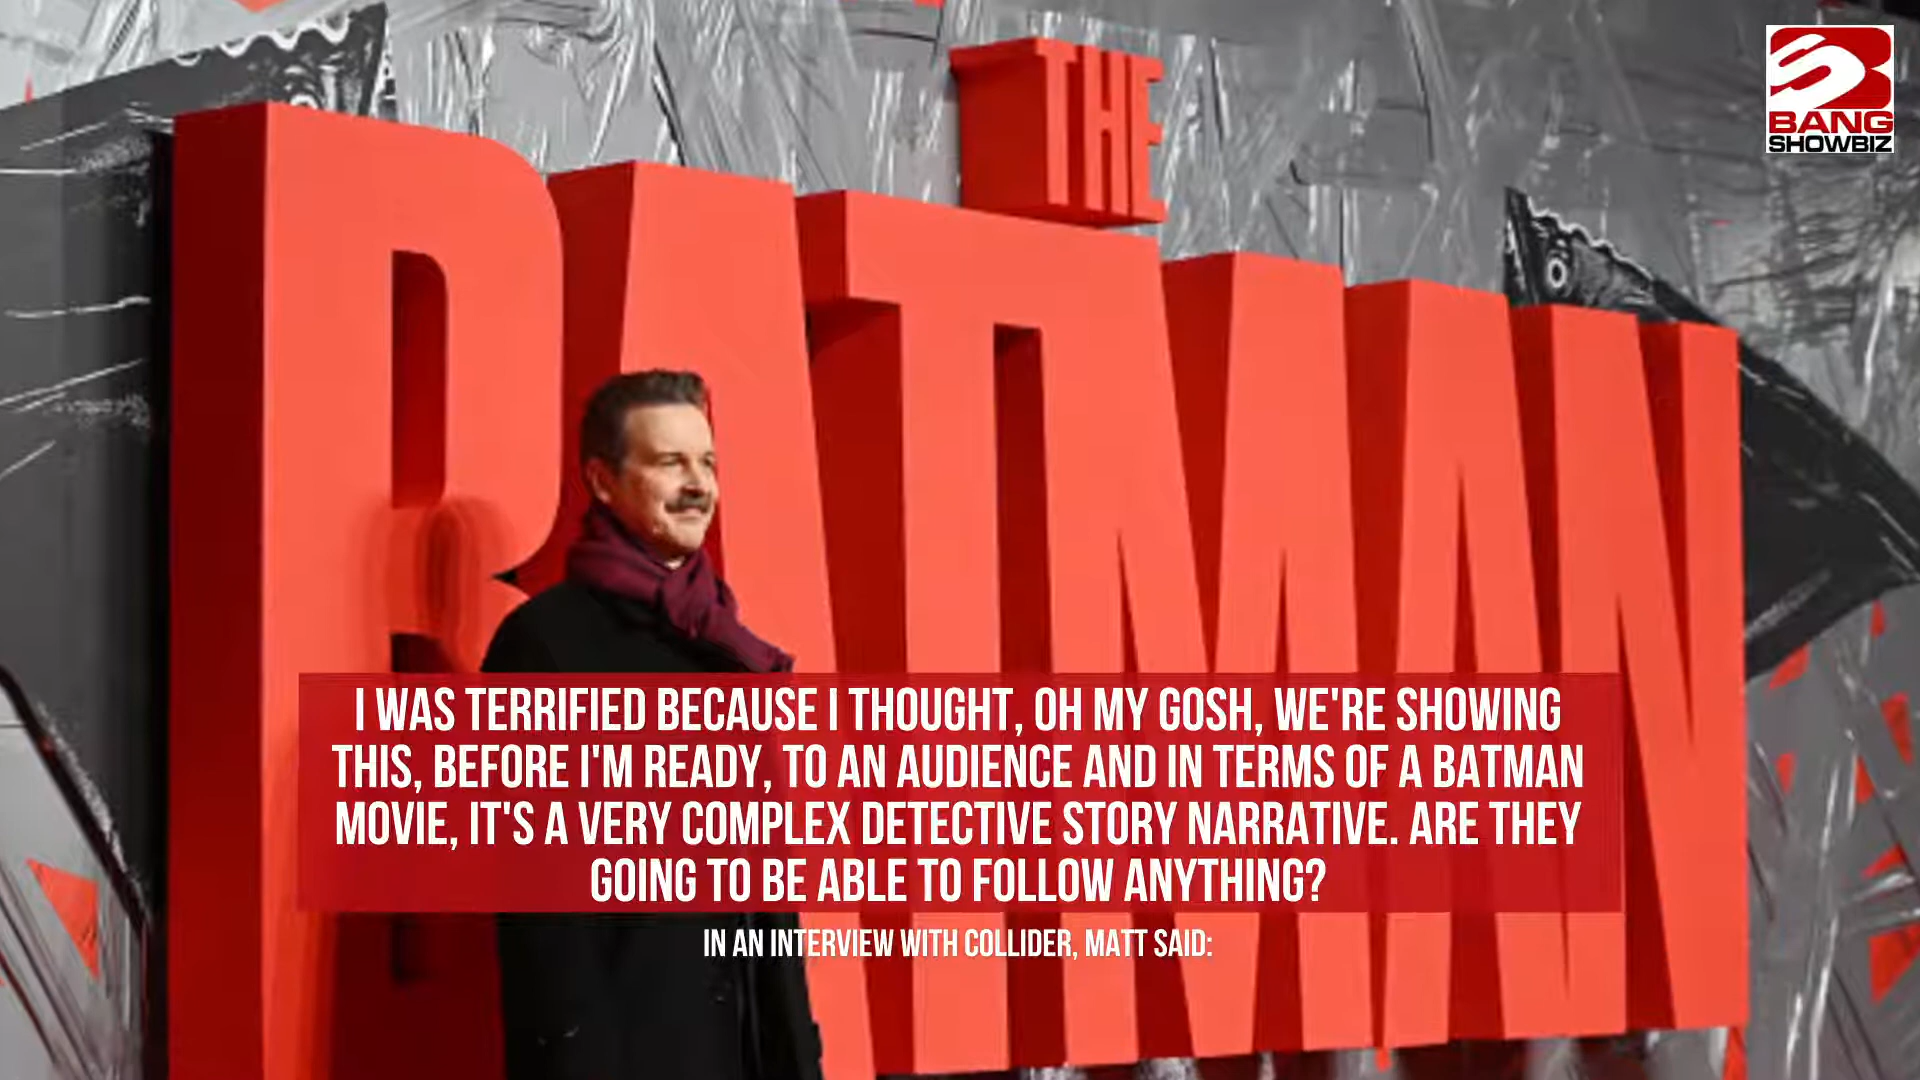 THE
BATMAN
BANG
SHOWBIZ
I WAS TERRIFIED BECAUSE I THOUGHT, OH MY GOSH, WE'RE SHOWING
THIS, BEFORE I'M READY, TO AN AUDIENCE AND IN TERMS OF A BATMAN
MOVIE, IT'S A VERY COMPLEX DETECTIVE STORY NARRATIVE. ARE THEY
GOING TO BE ABLE TO FOLLOW ANYTHING?
IN AN INTERVIEW WITH COLLIDER, MATT SAID: